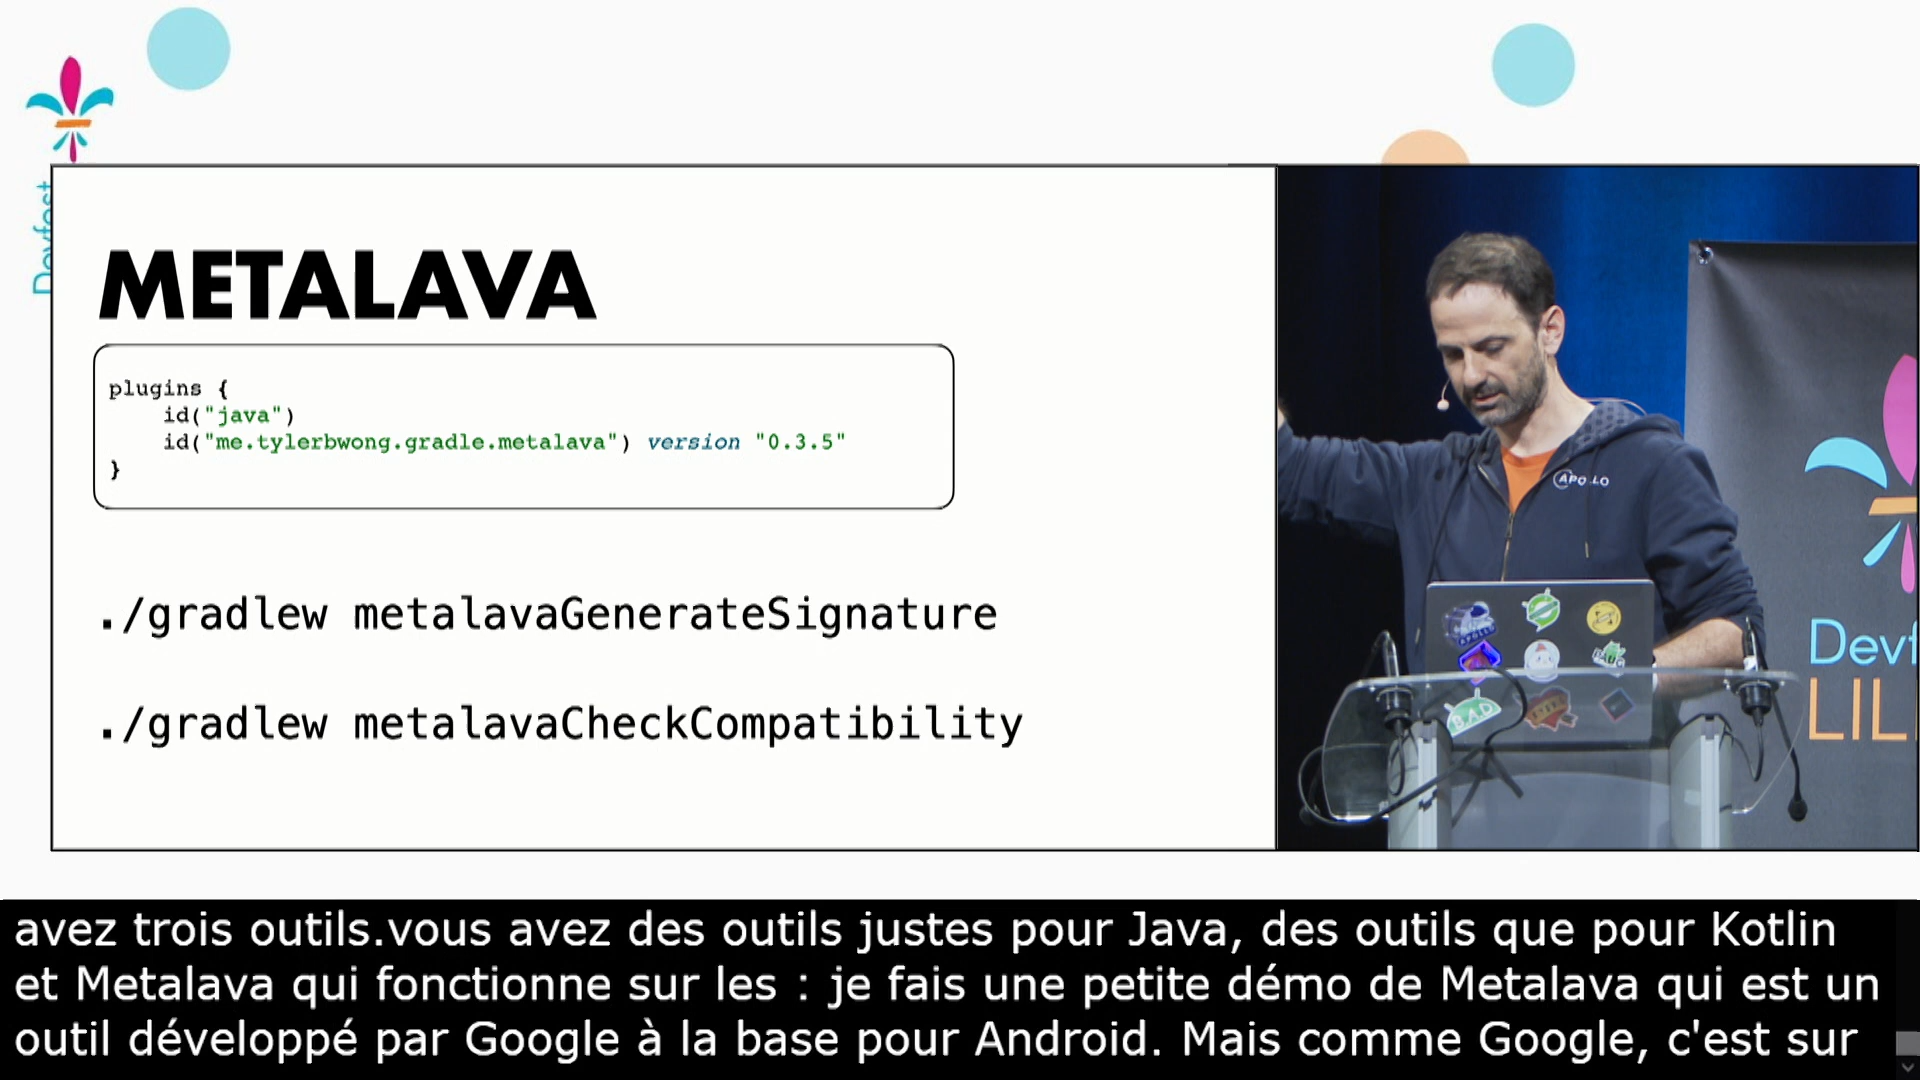 Devfest
METALAVA
plugins {
id("java")
id("me.tylerbwong.gradle.metalava") version "0.3.5"
}
./gradlew metalavaGenerateSignature
./gradlew metalavaCheckCompatibility
APOLLO
APOLLO
B.A.D
Devf
LIL
avez trois outils.vous avez des outils justes pour Java, des outils que pour Kotlin
et Metalava qui fonctionne sur les : je fais une petite démo de Metalava qui est un
outil développé par Google à la base pour Android. Mais comme Google, c'est sur